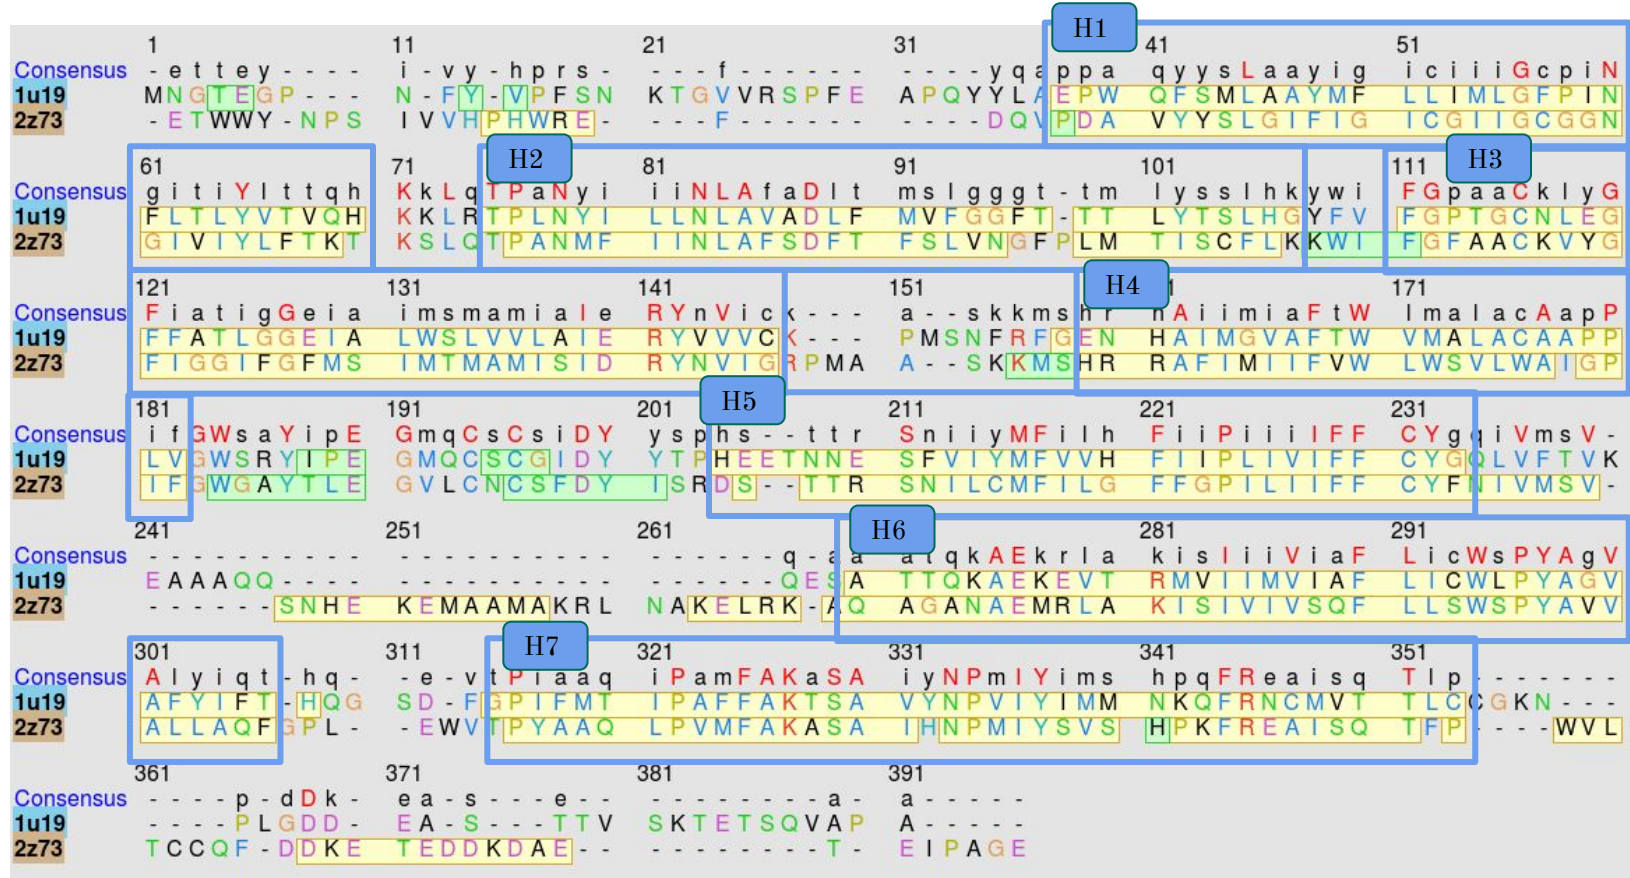 H1
1 11 21 31 41 51
Consensus - e t t e y - - - - i - v y - h p r s - - - - f - - - - - - - - - - y q a p p a q y y s L a a y i g i c i i i G c p i N
1u19 M N G T E G P - - - N - F Y - V P F S N K T G V V R S P F E A P Q Y Y L A E P W Q F S M L A A Y M F L L I M L G F P I N
2z73 - E T W W Y - N P S I V V H P H W R E - - - - F - - - - - - - - - - D Q V P D A V Y Y S L G I F I G I C G I I G C G G N
H2 H3
61 71 81 91 101 111
Consensus g i t i Y l t t q h K k L q T P a N y i i i N L A f a D l t m s l g g g t - t m l y s s l h k y w i F G p a a C k l y G
1u19 F L T L Y V T V Q H K K L R T P L N Y I L L N L A V A D L F M V F G G F T - T T L Y T S L H G Y F V F G P T G C N L E G
2z73 G I V I Y L F T K T K S L Q T P A N M F I I N L A F S D F T F S L V N G F P L M T I S C F L K K W I F G F A A C K V Y G
H4
121 131 141 151 1 171
Consensus F i a t i g G e i a i m s m a m i a l e R Y n V i c k - - - a - - s k k m s h r n A i i m i a F t W l m a l a c A a p P
1u19 F F A T L G G E I A L W S L V V L A I E R Y V V V C K - - - P M S N F R F G E N H A I M G V A F T W V M A L A C A A P P
2z73 F I G G I F G F M S I M T M A M I S I D R Y N V I G R P M A A - - S K K M S H R R A F I M I I F V W L W S V L W A I G P
H5
181 191 201 211 221 231
Consensus i f G W s a Y i p E G m q C s C s i D Y y s p h s - - t t r S n i i y M F i l h F i i P i i i I F F C Y g q i V m s V -
1u19 L V G W S R Y I P E G M Q C S C G I D Y Y T P H E E T N N E S F V I Y M F V V H F I I P L I V I F F C Y G Q L V F T V K
2z73 I F G W G A Y T L E G V L C N C S F D Y I S R D S - - T T R S N I L C M F I L G F F G P I L I I F F C Y F N I V M S V -
H6
241 251 261 281 291
Consensus - - - - - - - - - - - - - - - - - - - - - - - - - q - a a a t q k A E k r l a k i s I i i V i a F L i c W s P Y A g V
1u19 E A A A Q Q - - - - - - - - - - - - - - - - - - - Q E S A T T Q K A E K E V T R M V I I M V I A F L I C W L P Y A G V
2z73 - - - - - - S N H E K E M A A M A K R L N A K E L R K - A Q A G A N A E M R L A K I S I V I V S Q F L L S W S P Y A V V
H7
301 311 321 331 341 351
Consensus A l y i q t - h q - - e - v t P i a a q i P a m F A K a S A i y N P m I Y i m s h p q F R e a i s q T l p - - - - - - -
1u19 A F Y I F T - H Q G S D - F G P I F M T I P A F F A K T S A V Y N P V I Y I M M N K Q F R N C M V T T L C C G K N - - -
2z73 A L L A Q F G P L - - E W V T P Y A A Q L P V M F A K A S A I H N P M I Y S V S H P K F R E A I S Q T F P - - - - W V L
361 371 381 391
Consensus - - - - p - d D k - e a - s - - - e - - - - - - - - - - a - a - - - - -
1u19 - - - - P L G D D - E A - S - - - T T V S K T E T S Q V A P A - - - - -
2z73 T C C Q F - D D K E T E D D K D A E - - - - - - - - - - T - E I P A G E